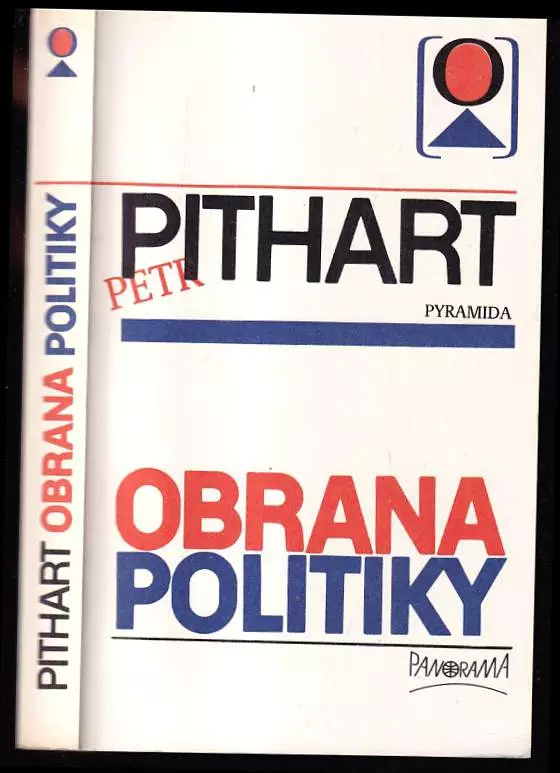 PITHART OBRANA POLITIKY
PETR
PITHART
PYRAMIDA
OBRANA
POLITIKY
PANORAMA